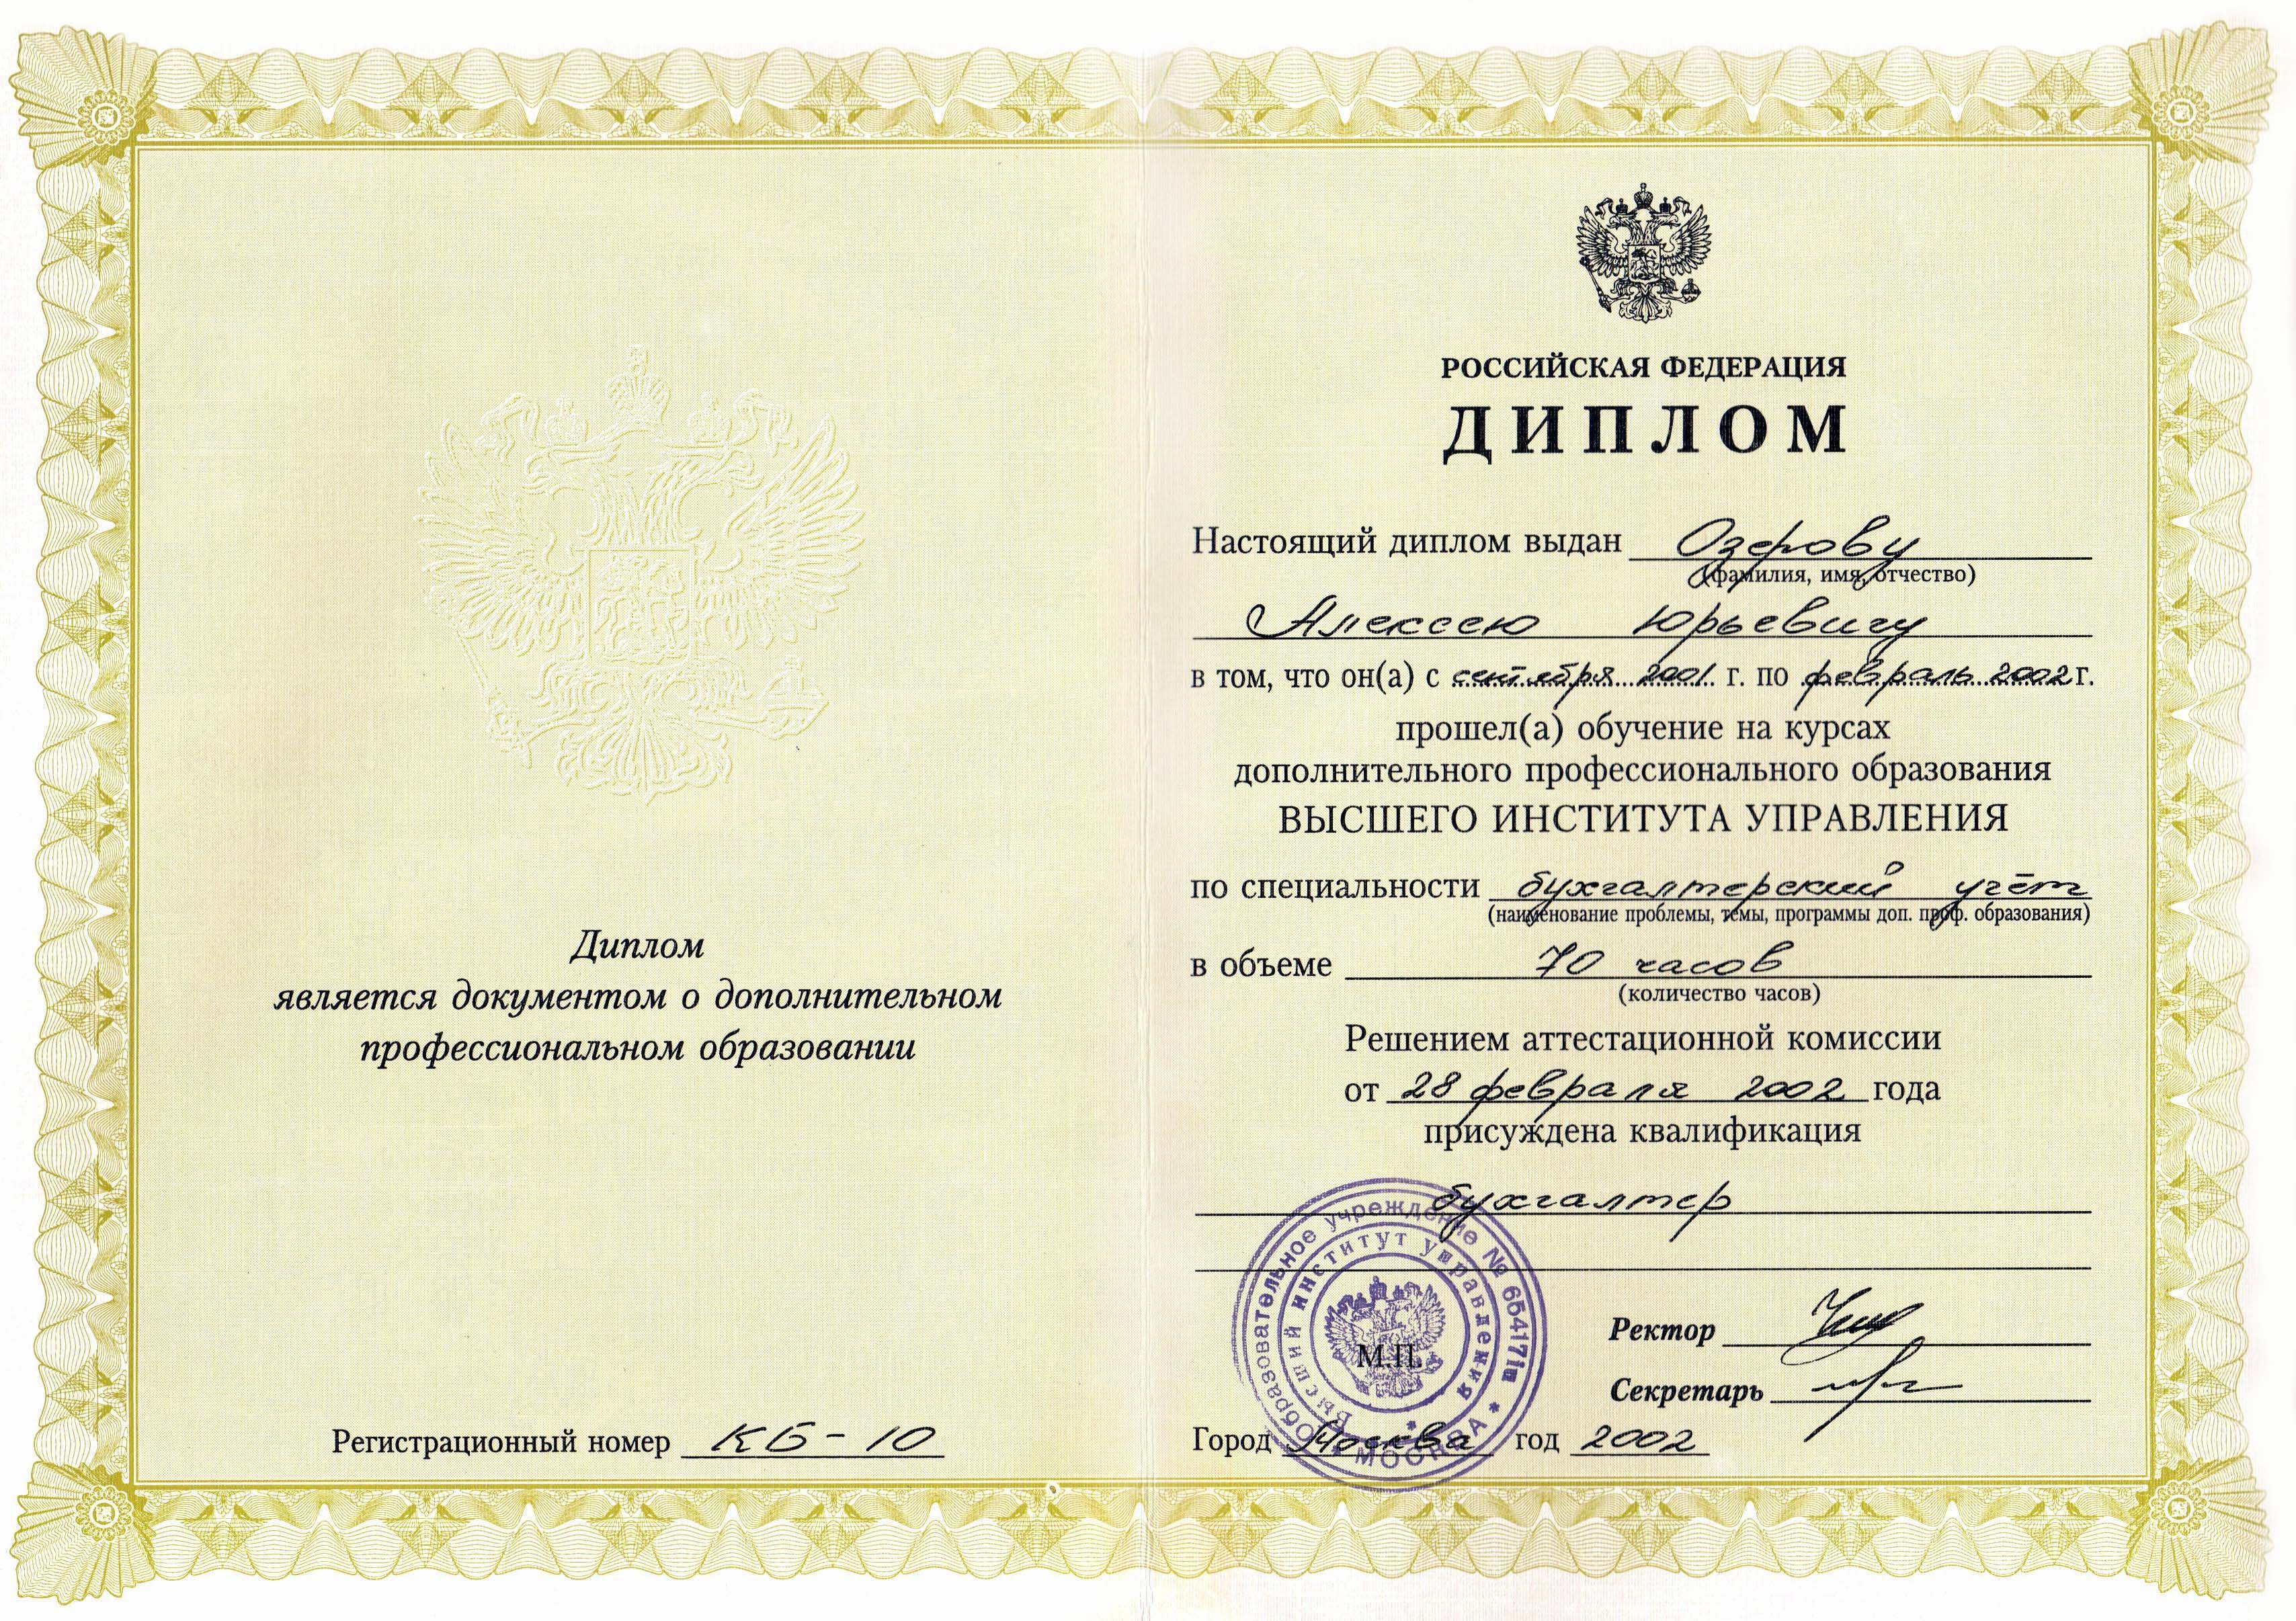 Диплом
является документом о дополнительном
профессиональном образовании
Регистрационный номер КБ-10
РОССИЙСКАЯ ФЕДЕРАЦИЯ
ДИПЛОМ
Настоящий диплом выдан Озерову
(фамилия, имя, отчество)
Алексею Юрьевичу
в том, что он(а) с сентября 2001 г. по февраль 2002 г.
прошел(а) обучение на курсах
дополнительного профессионального образования
ВЫСШЕГО ИНСТИТУТА УПРАВЛЕНИЯ
по специальности бухгалтерский учёт
(наименование проблемы, темы, программы доп. проф. образования)
в объеме 70 часов
(количество часов)
Решением аттестационной комиссии
от 28 февраля 2002 года
присуждена квалификация
бухгалтер
Образовательное учреждение №
Высший институт управления
МОСКВА
М.П.
Ректор
Секретарь
Город Москва год 2002